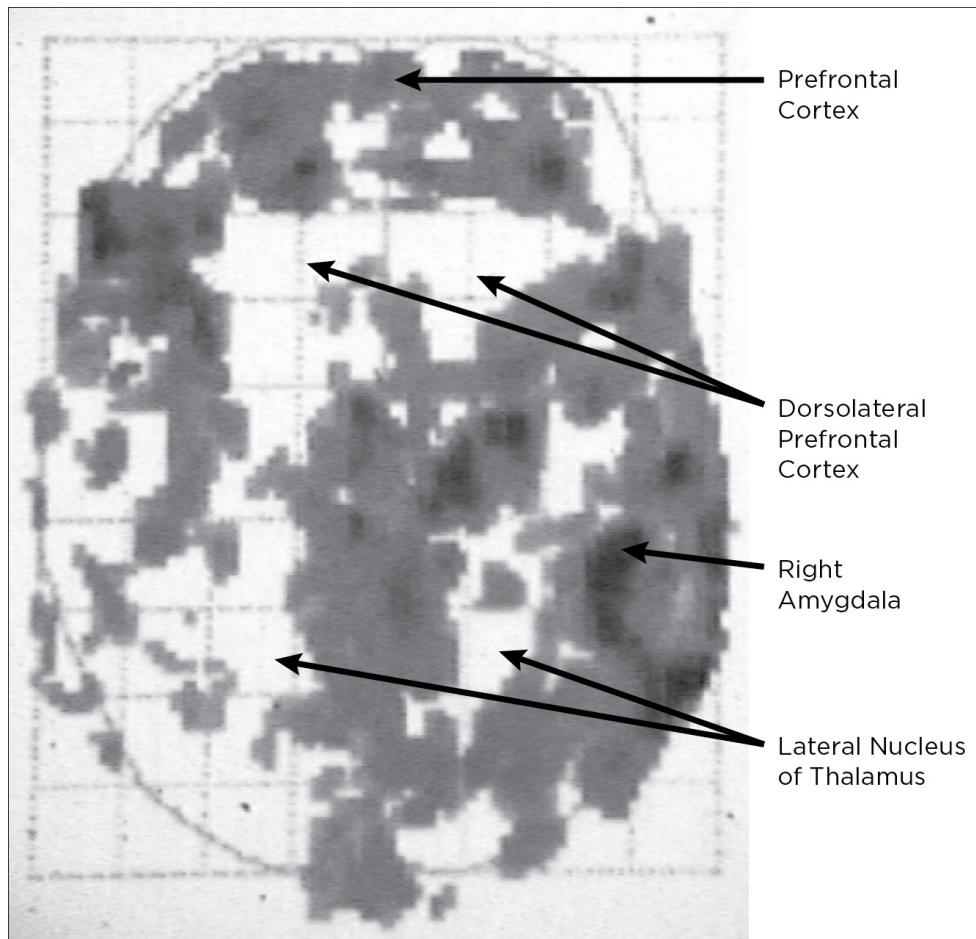 Prefrontal
Cortex
Dorsolateral
Prefrontal
Cortex
Right
Amygdala
Lateral Nucleus
of Thalamus